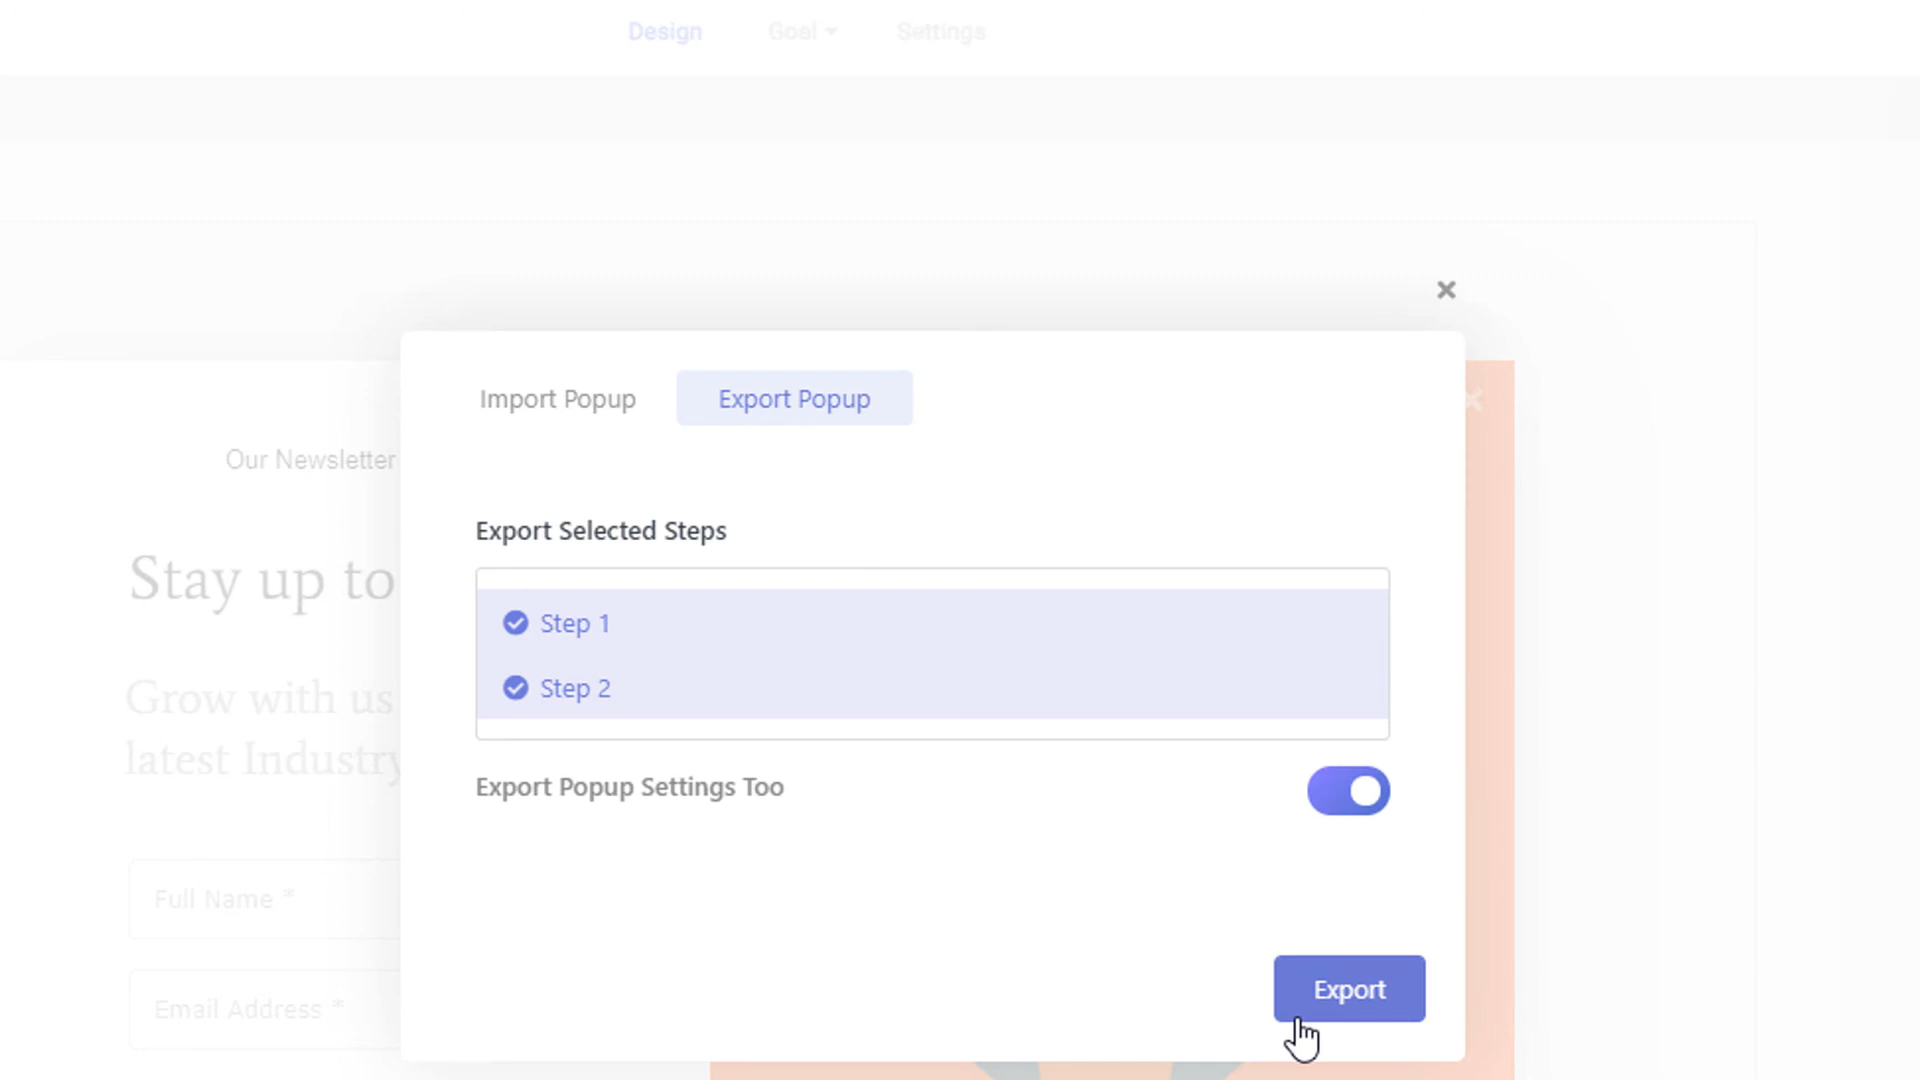 Design Goal Settings
Import Popup Export Popup
Our Newsletter
Export Selected Steps
Stay up to
Step 1
Step 2
Grow with us
latest Industry
Export Popup Settings Too
Full Name *
Export
Email Address *